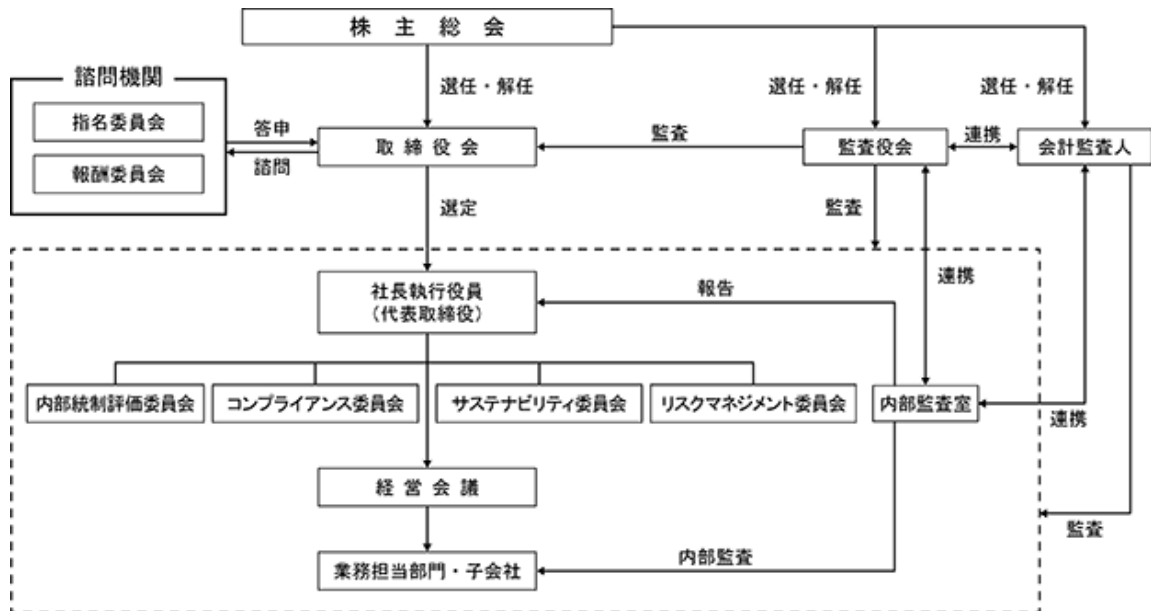 株主総会
諮問機関
指名委員会
報酬委員会
選任・解任
選任・解任
選任・解任
答申
諮問
取締役会
監査
監査役会
連携
会計監査人
選定
監査
連携
社長執行役員
(代表取締役)
報告
内部統制評価委員会
コンプライアンス委員会
サステナビリティ委員会
リスクマネジメント委員会
内部監査室
連携
経営会議
監査
内部監査
業務担当部門・子会社